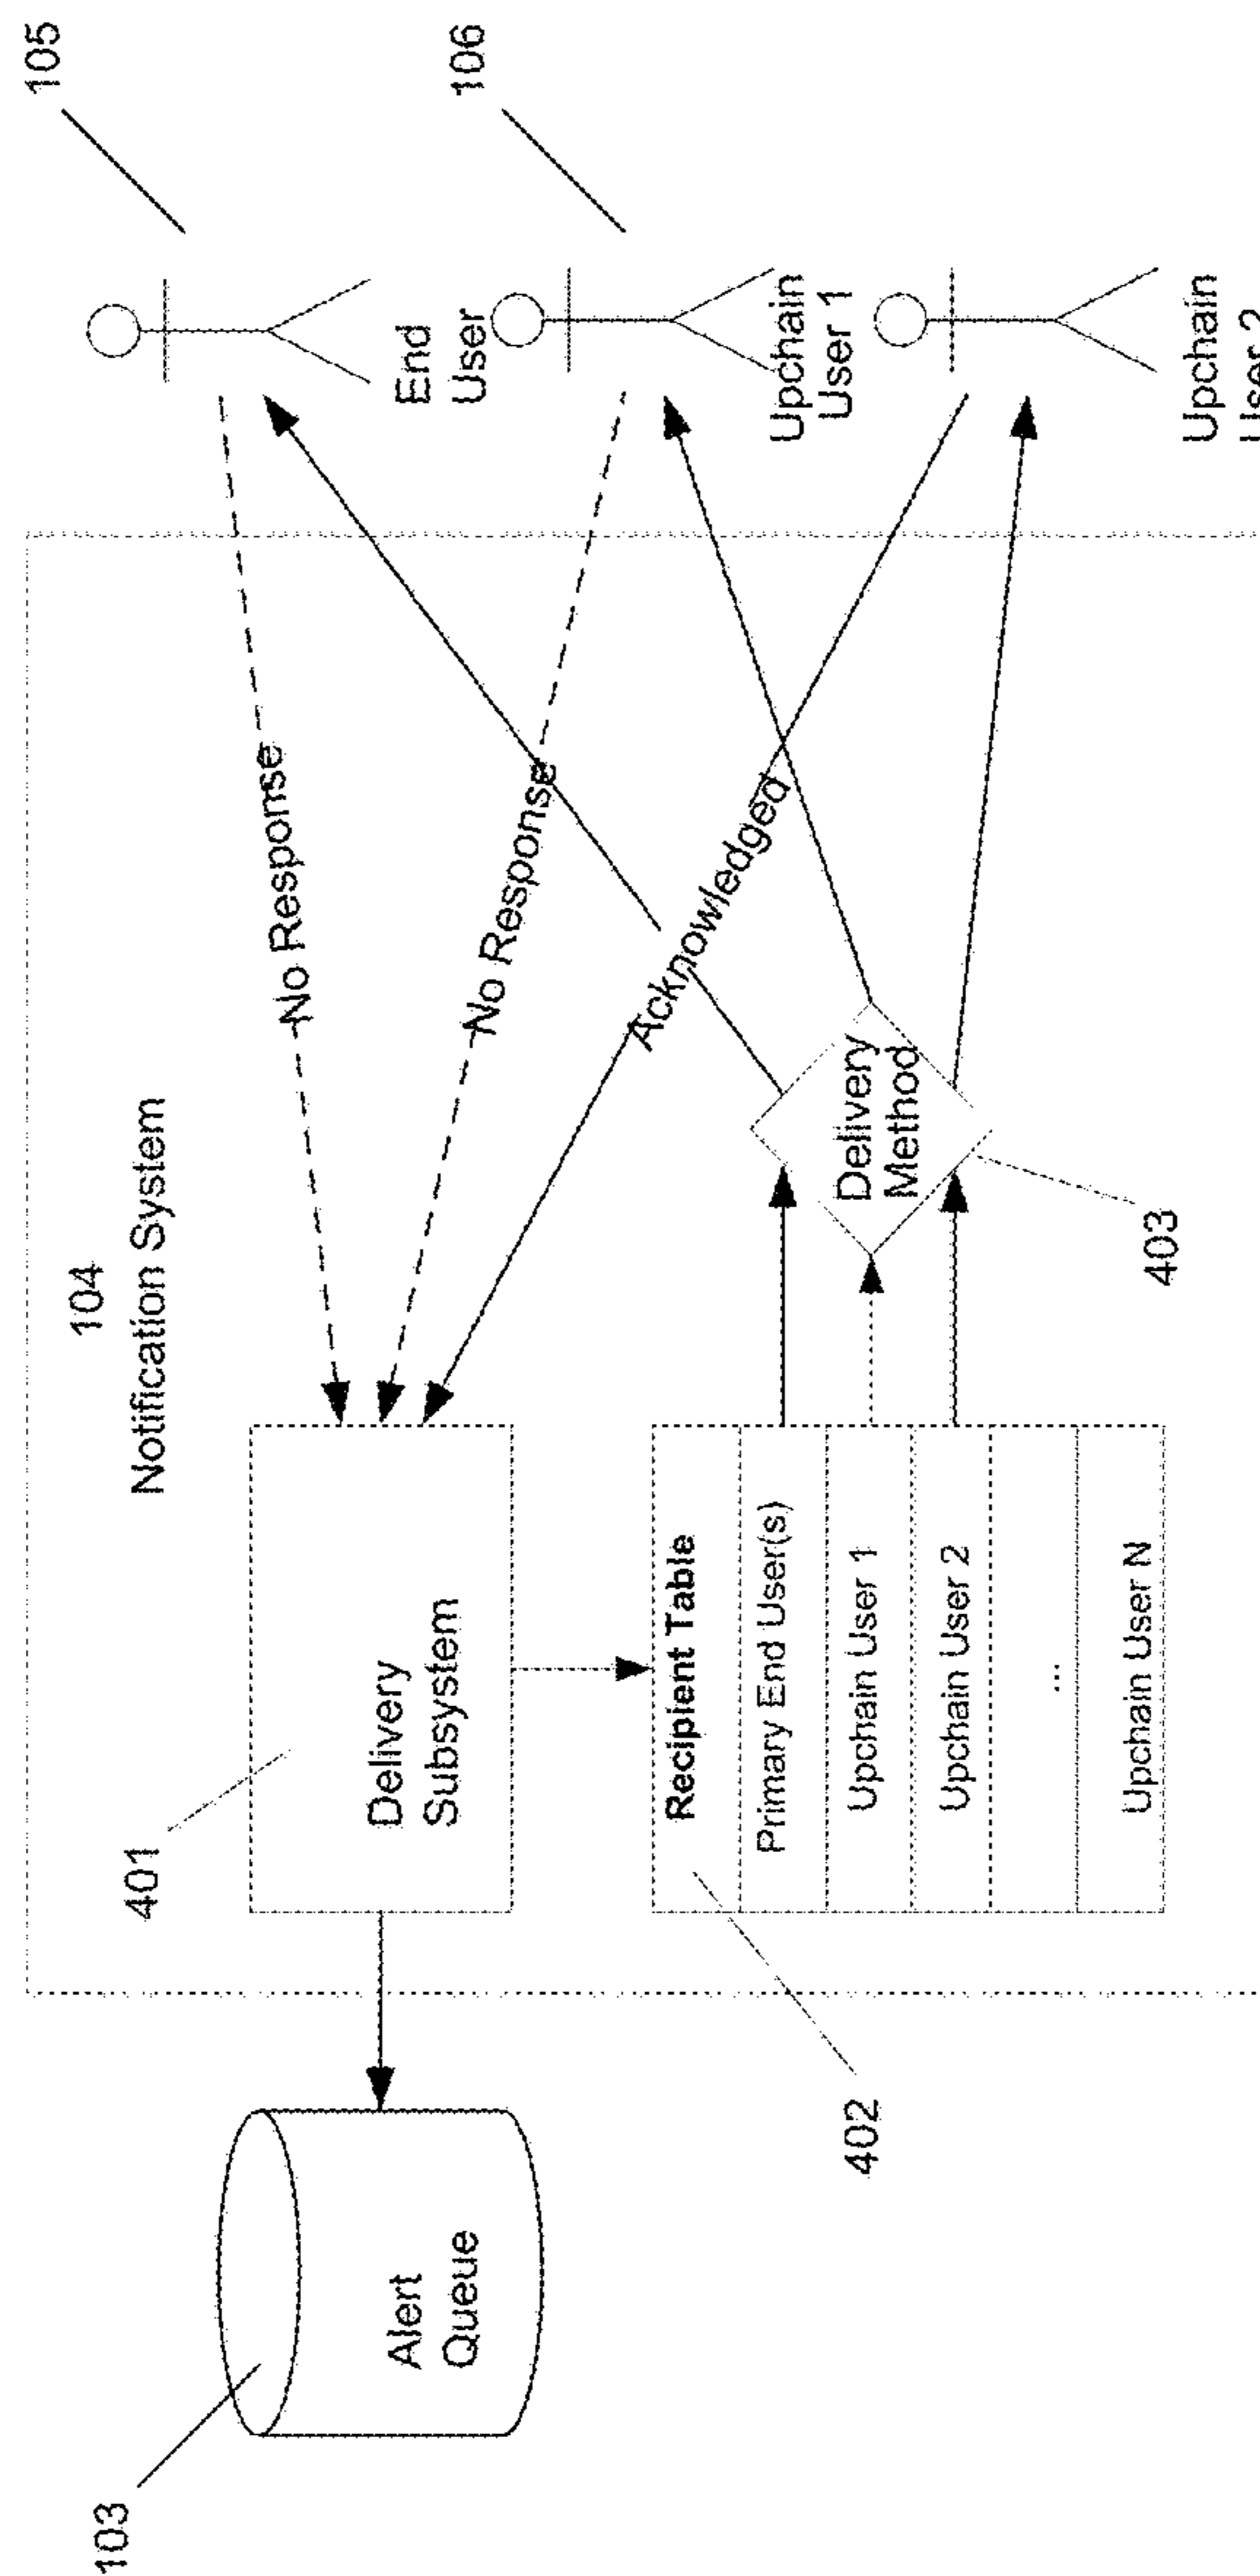 104
Notification System
105
106
103
401
402
403
Alert
Queue
Delivery
Subsystem
Recipient Table
Primary End User(s)
Upchain User 1
Upchain User 2
...
Upchain User N
Delivery
Method
No Response
No Response
Acknowledged
End
User
Upchain
User 1
Upchain
User 2